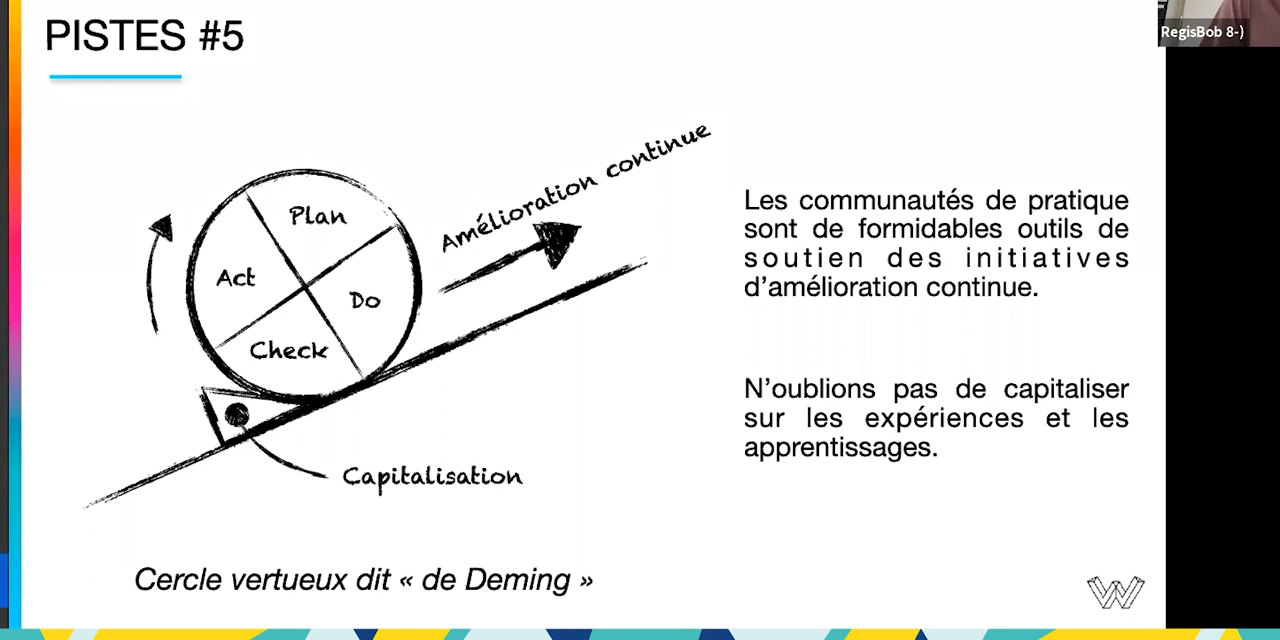 PISTES #5
RegisBob 8-)
Amélioration continue
Plan
Act
Do
Check
Capitalisation
Cercle vertueux dit « de Deming »
Les communautés de pratique
sont de formidables outils de
soutien des initiatives
d’amélioration continue.
N’oublions pas de capitaliser
sur les expériences et les
apprentissages.
W